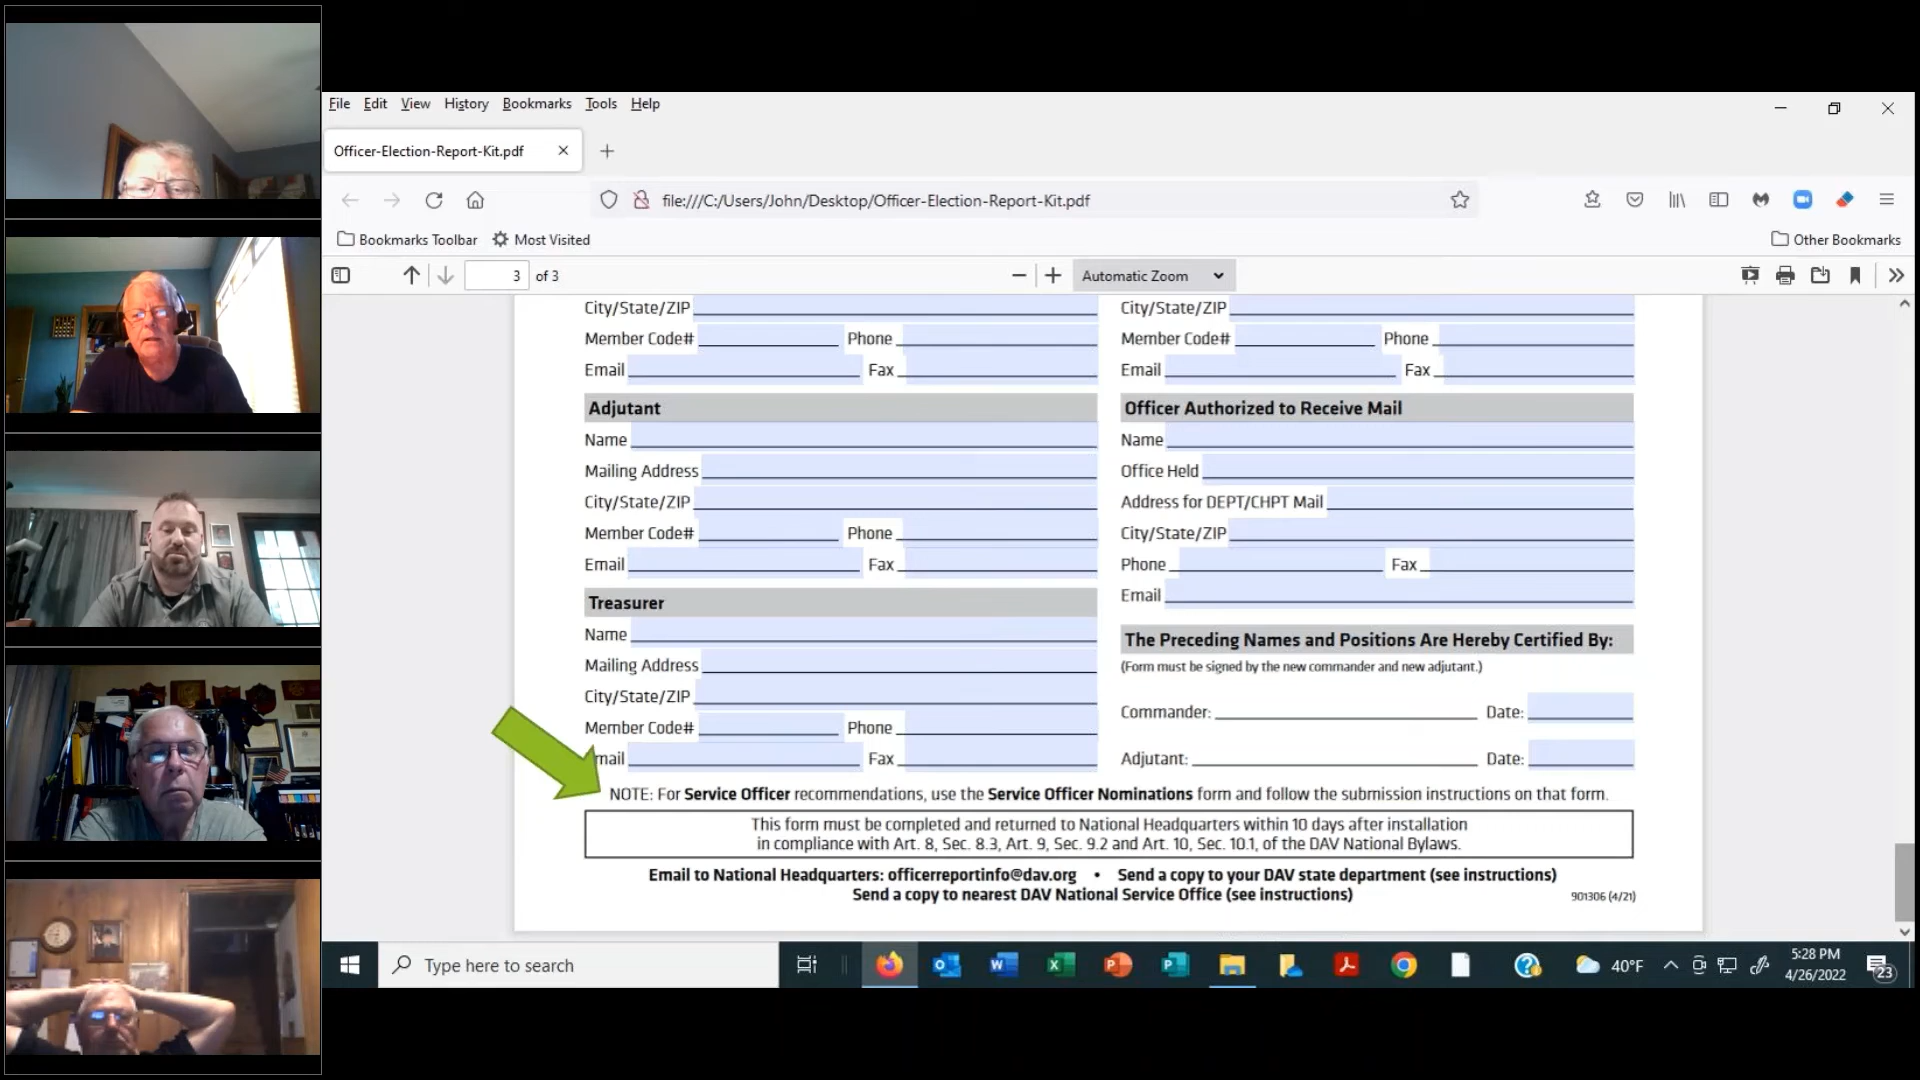 File Edit View History Bookmarks Tools Help
Officer-Election-Report-Kit.pdf
file:///C:/Users/John/Desktop/Officer-Election-Report-Kit.pdf
Bookmarks Toolbar Most Visited Other Bookmarks
3 of 3 Automatic Zoom
City/State/ZIP City/State/ZIP
Member Code# Phone Member Code# Phone
Email Fax Email Fax
Adjutant Officer Authorized to Receive Mail
Name Name
Mailing Address Office Held
City/State/ZIP Address for DEPT/CHPT Mail
Member Code# Phone City/State/ZIP
Email Fax Phone Fax
Email
Treasurer
Name The Preceding Names and Positions Are Hereby Certified By:
Mailing Address (Form must be signed by the new commander and new adjutant.)
City/State/ZIP
Commander: Date:
Member Code# Phone
mail Fax Adjutant: Date:
NOTE: For Service Officer recommendations, use the Service Officer Nominations form and follow the submission instructions on that form.
This form must be completed and returned to National Headquarters within 10 days after installation
in compliance with Art. 8, Sec. 8.3, Art. 9, Sec. 9.2 and Art. 10, Sec. 10.1, of the DAV National Bylaws.
Email to National Headquarters: officerreportinfo@dav.org • Send a copy to your DAV state department (see instructions)
Send a copy to nearest DAV National Service Office (see instructions) 901306 (4/21)
Type here to search 40°F 5:28 PM
4/26/2022 23